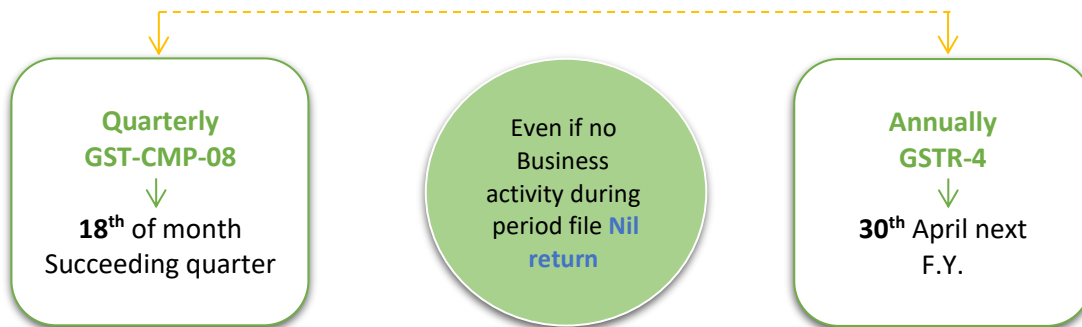 Quarterly
GST-CMP-08
18th of month
Succeeding quarter
Even if no
Business
activity during
period file Nil
return
Annually
GSTR-4
30th April next
F.Y.